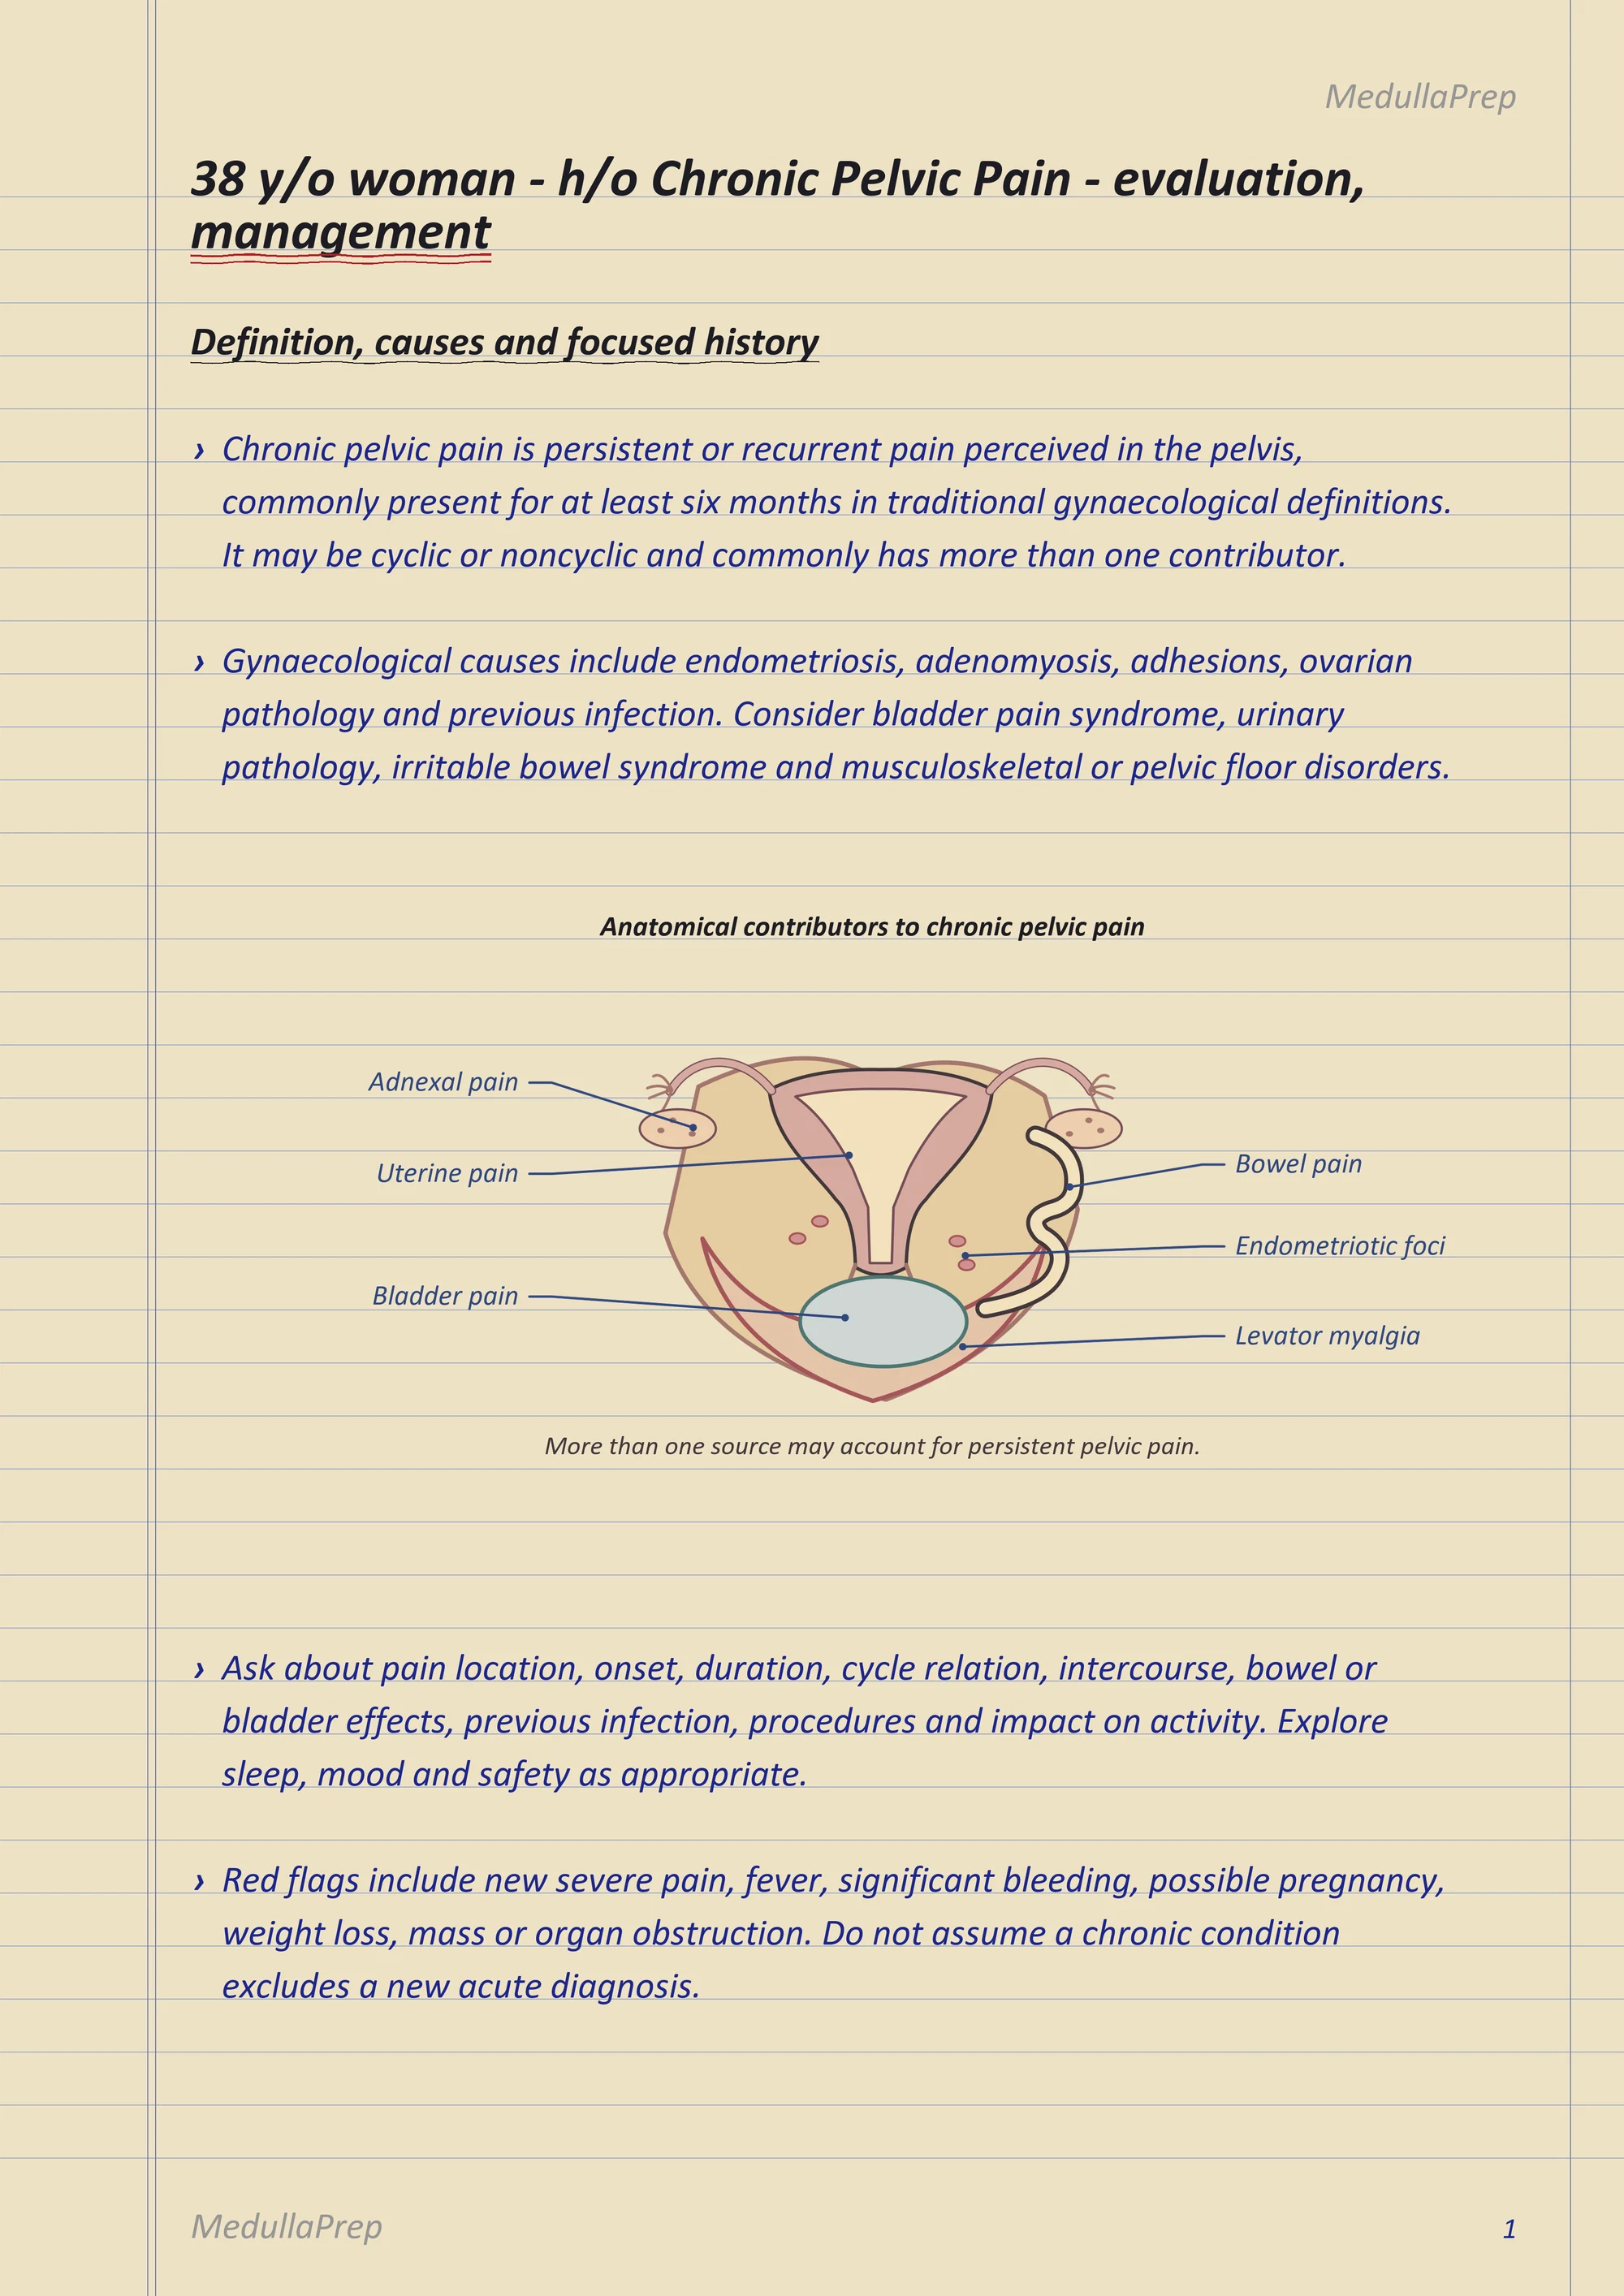 MedullaPrep
38 y/o woman - h/o Chronic Pelvic Pain - evaluation,
management
Definition, causes and focused history
› Chronic pelvic pain is persistent or recurrent pain perceived in the pelvis,
commonly present for at least six months in traditional gynaecological definitions.
It may be cyclic or noncyclic and commonly has more than one contributor.
› Gynaecological causes include endometriosis, adenomyosis, adhesions, ovarian
pathology and previous infection. Consider bladder pain syndrome, urinary
pathology, irritable bowel syndrome and musculoskeletal or pelvic floor disorders.
Anatomical contributors to chronic pelvic pain
Adnexal pain
Uterine pain
Bladder pain
Bowel pain
Endometriotic foci
Levator myalgia
More than one source may account for persistent pelvic pain.
› Ask about pain location, onset, duration, cycle relation, intercourse, bowel or
bladder effects, previous infection, procedures and impact on activity. Explore
sleep, mood and safety as appropriate.
› Red flags include new severe pain, fever, significant bleeding, possible pregnancy,
weight loss, mass or organ obstruction. Do not assume a chronic condition
excludes a new acute diagnosis.
MedullaPrep
1